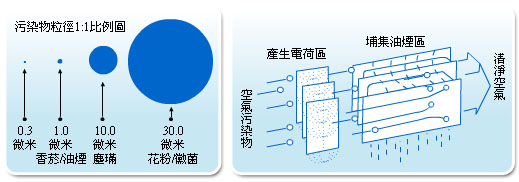 污染物粒徑1:1比例圖
0.3
微米
1.0
微米
香菸/油煙
10.0
微米
塵璊
30.0
微米
花粉/黴菌
產生電荷區
埔集油煙區
空氣污染物
清淨空氣